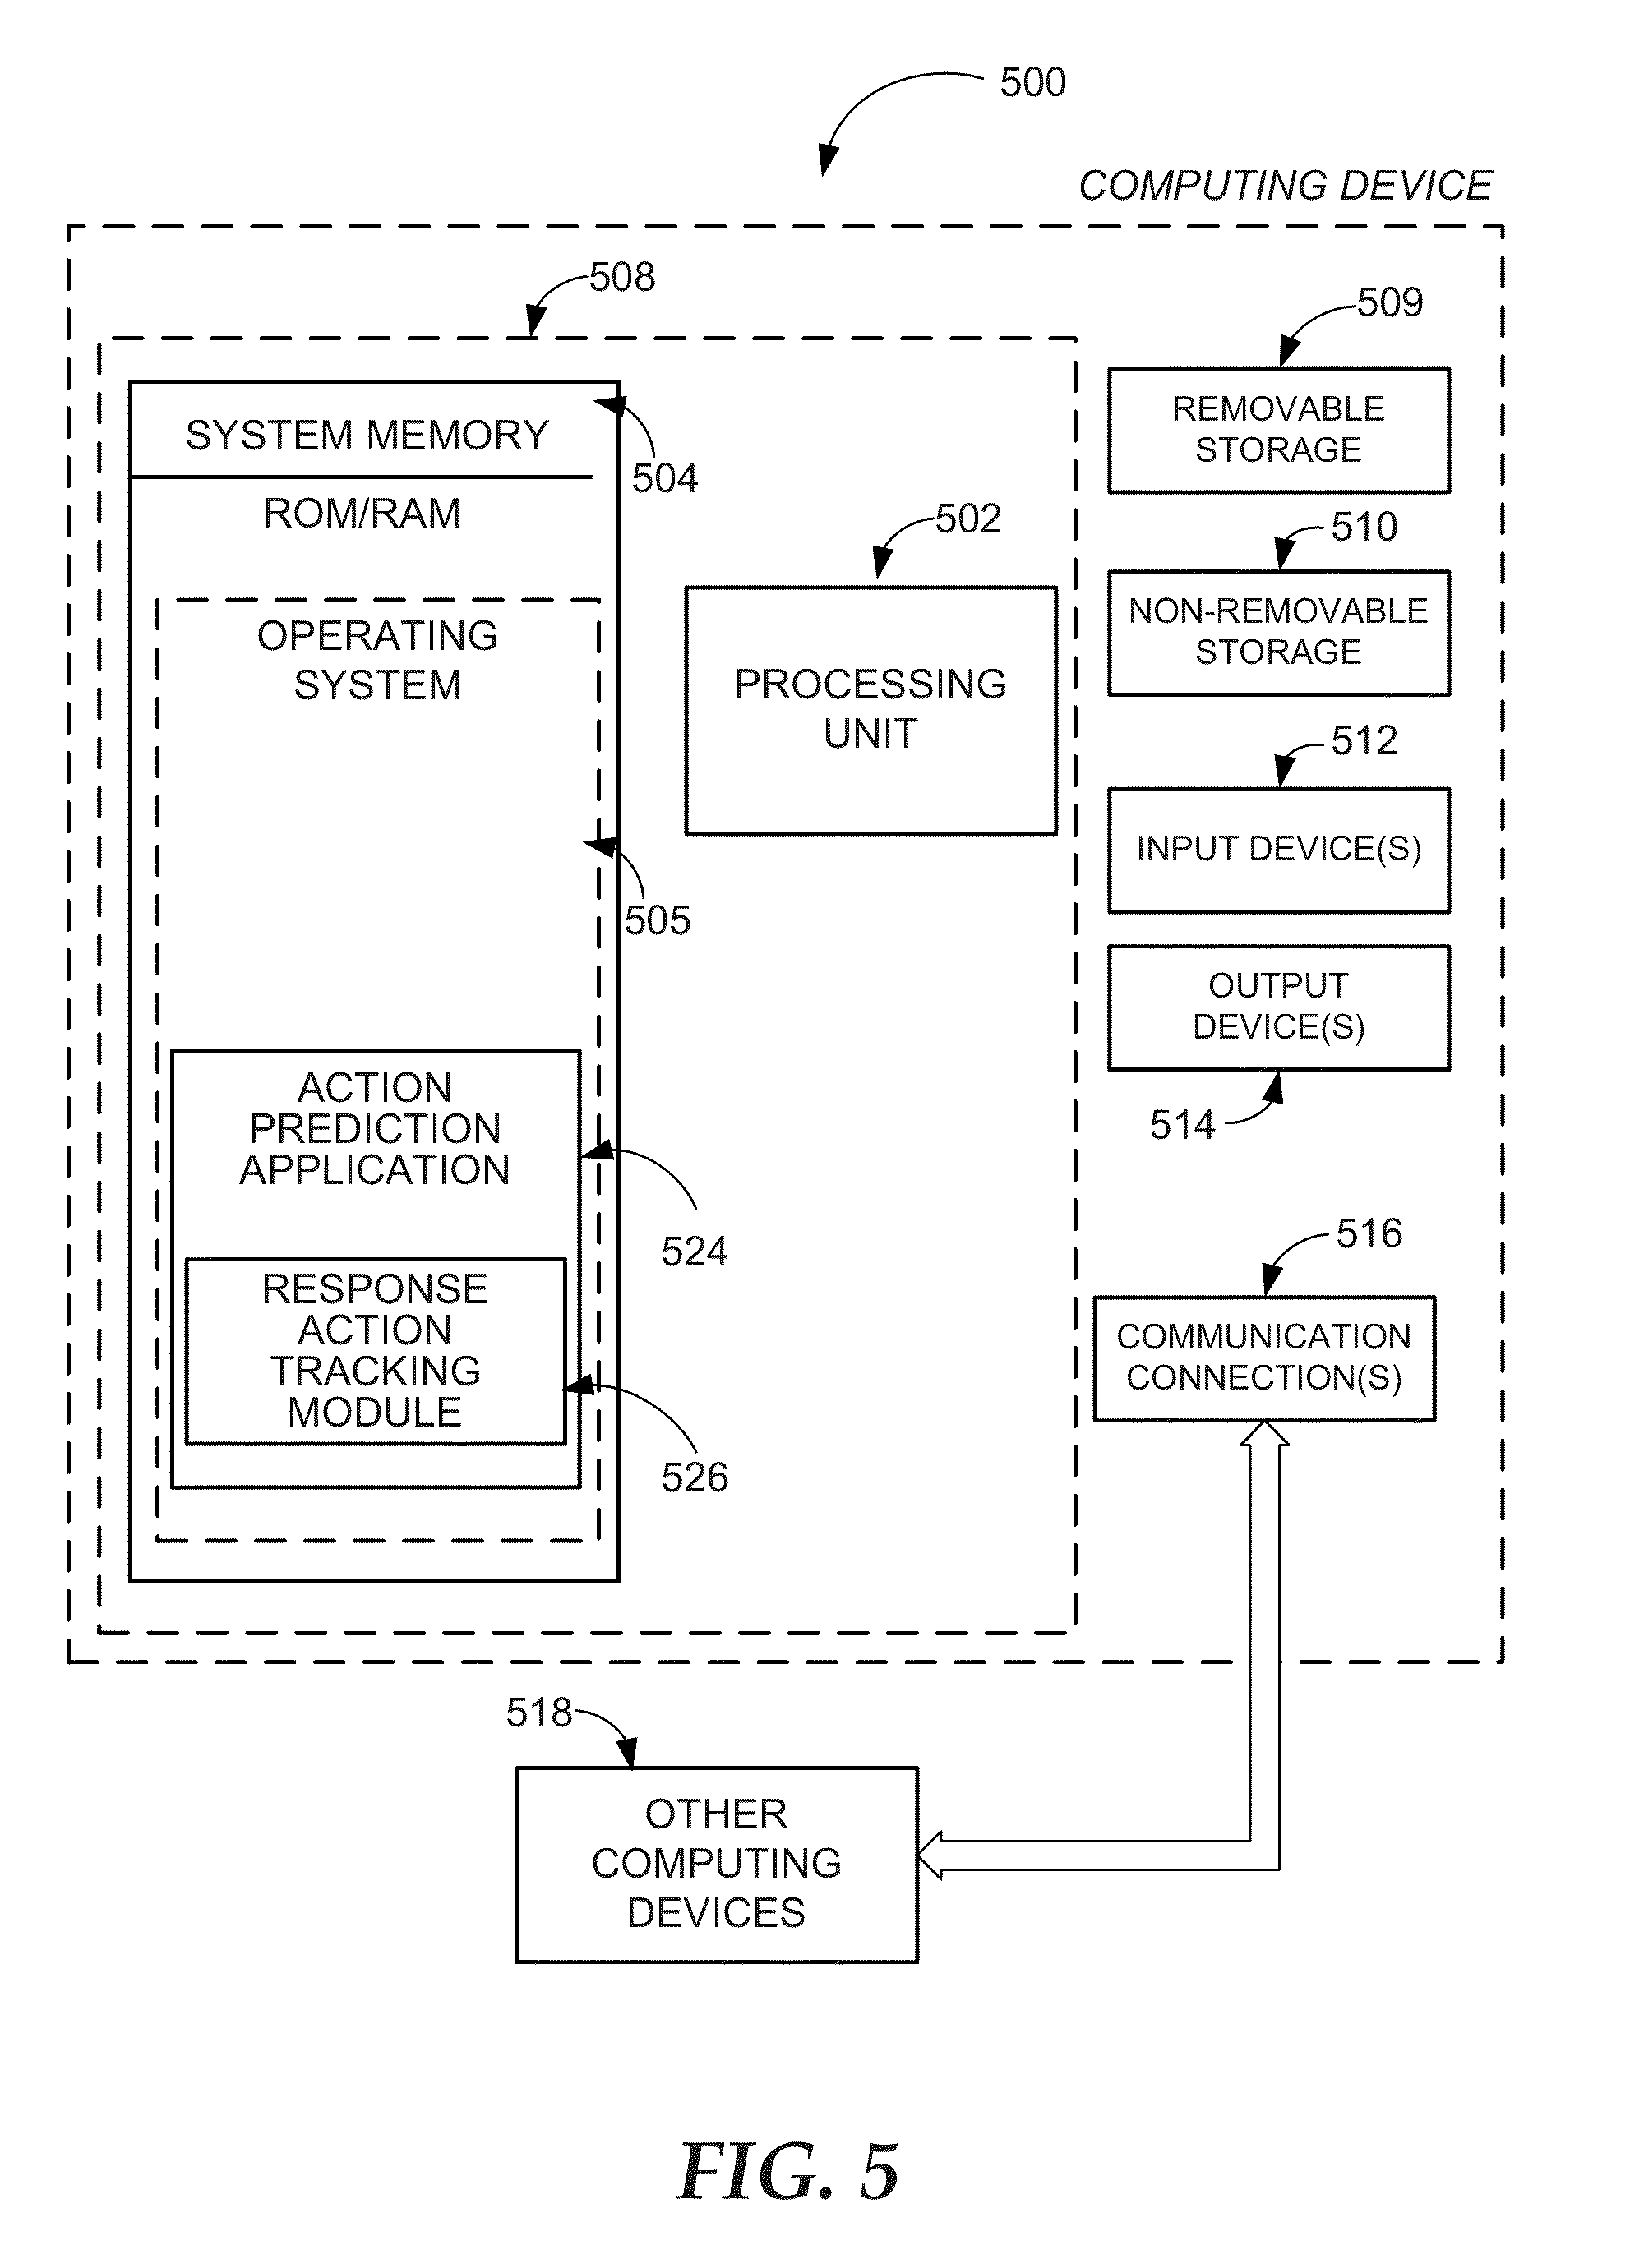 500
COMPUTING DEVICE
508
509
SYSTEM MEMORY
504
ROM/RAM
REMOVABLE
STORAGE
502
510
OPERATING
SYSTEM
PROCESSING
UNIT
NON-REMOVABLE
STORAGE
512
INPUT DEVICE(S)
505
OUTPUT
DEVICE(S)
514
ACTION
PREDICTION
APPLICATION
524
516
RESPONSE
ACTION
TRACKING
MODULE
526
COMMUNICATION
CONNECTION(S)
518
OTHER
COMPUTING
DEVICES
FIG. 5